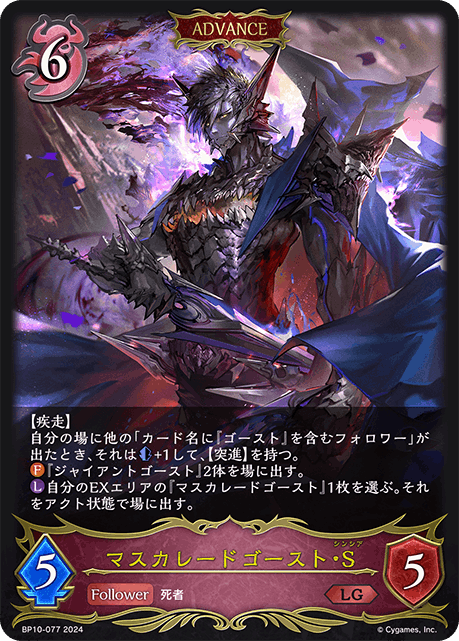 ADVANCE
6
【疾走】
自分の場に他の「カード名に『ゴースト』を含むフォロワー」が
出たとき、それは+1して、【突進】を持つ。
F『ジャイアントゴースト』2体を場に出す。
L自分のEXエリアの『マスカレードゴースト』1枚を選ぶ。それ
をアクト状態で場に出す。
シンシア
マスカレードゴースト・S
5
Follower 死者
LG
5
BP10-077 2024
© Cygames, Inc.